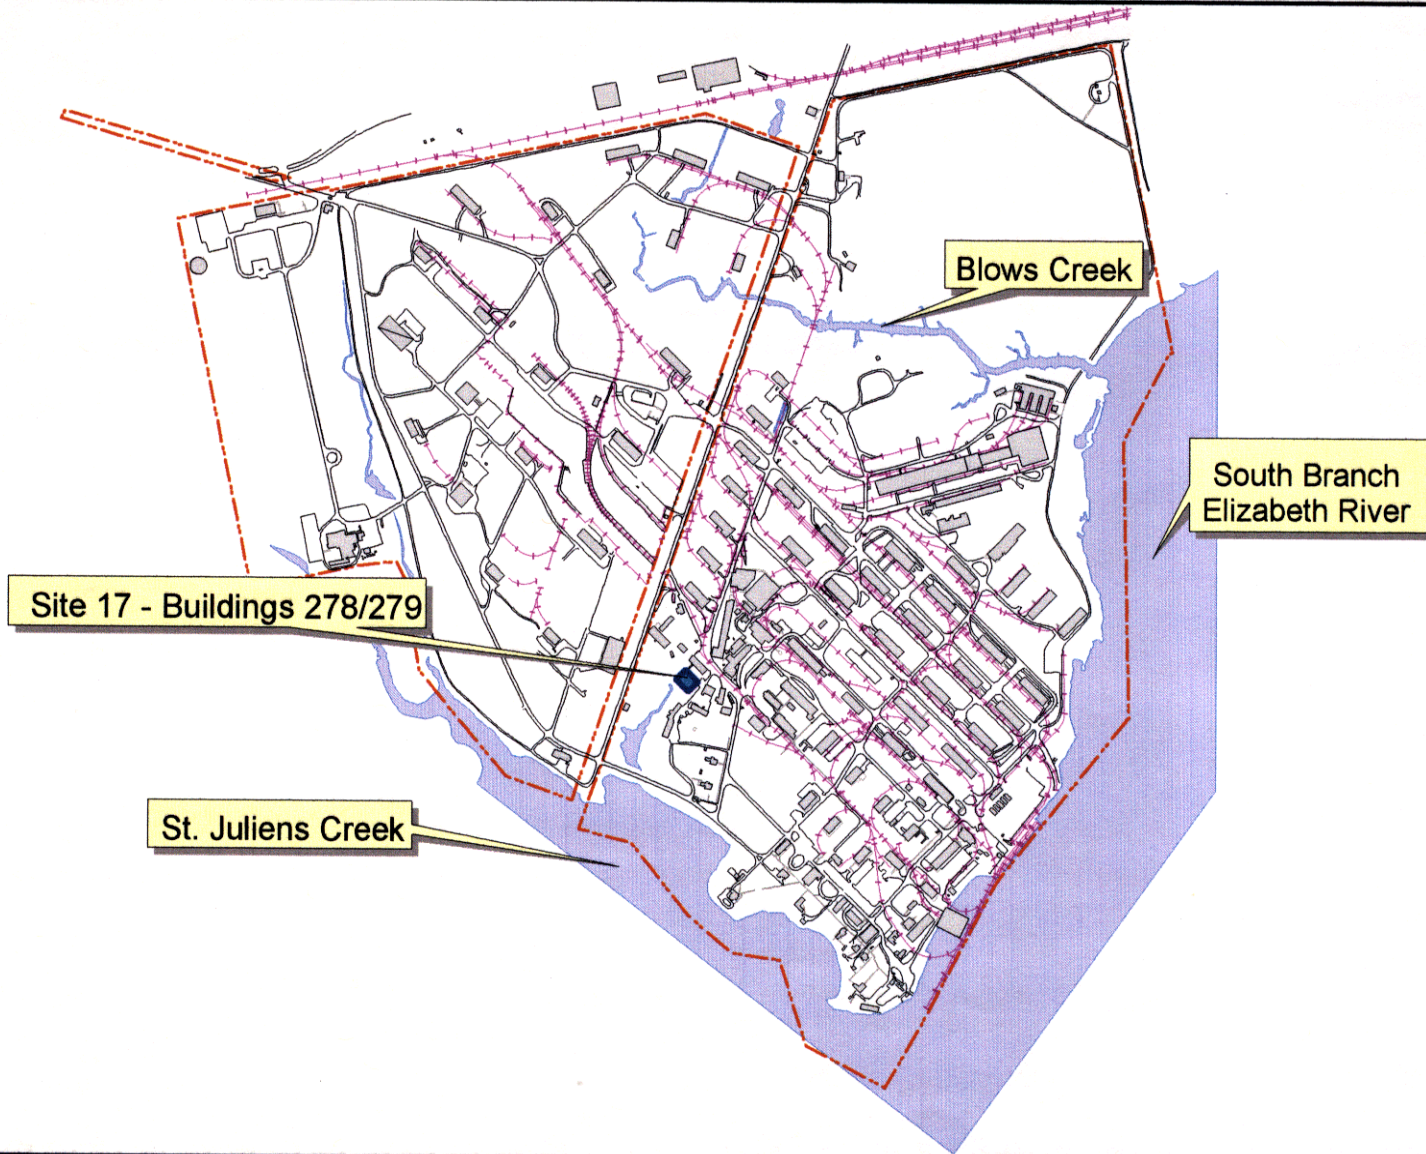 Blows Creek
South Branch
Elizabeth River
Site 17 - Buildings 278/279
St. Juliens Creek